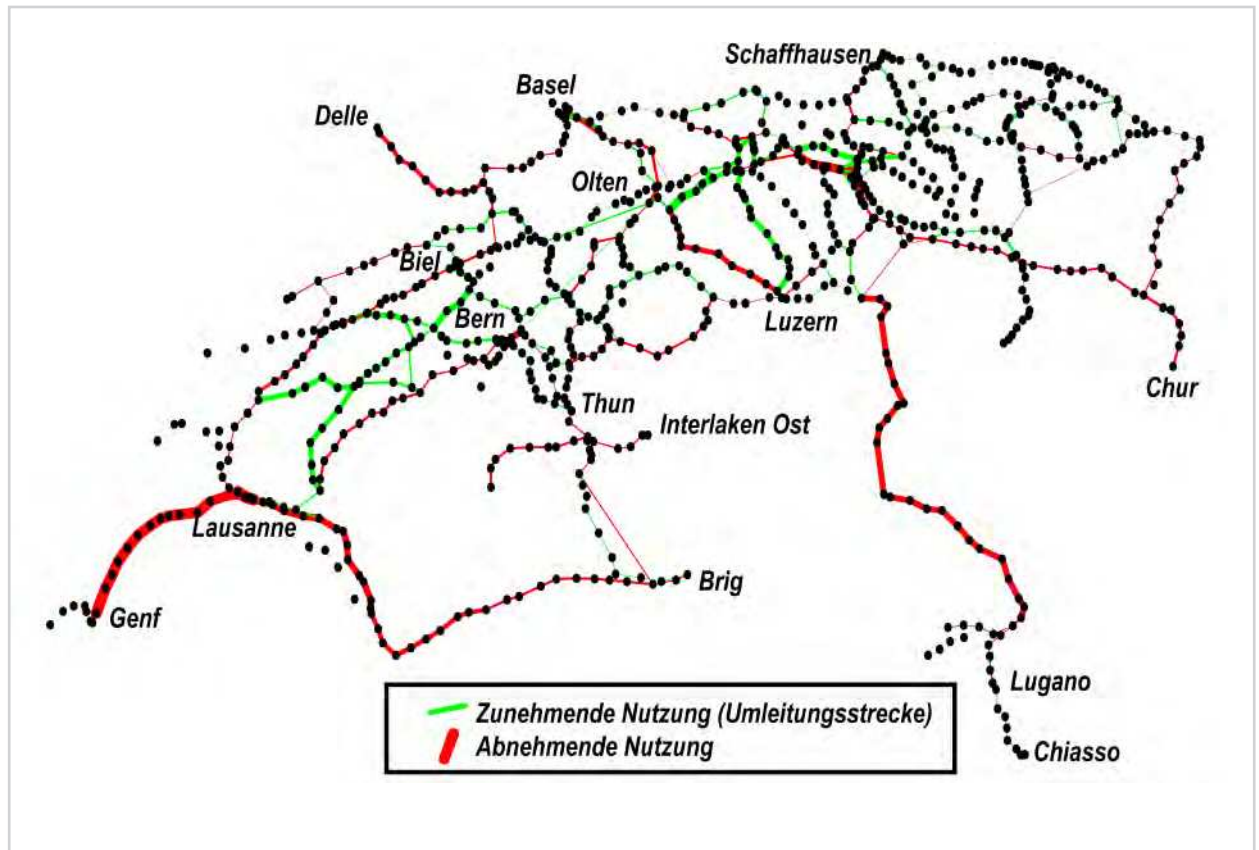 Schaffhausen
Basel
Delle
Olten
Biel
Bern
Luzern
Chur
Thun
Interlaken Ost
Lausanne
Brig
Genf
Lugano
Chiasso
Zunehmende Nutzung (Umleitungsstrecke)
Abnehmende Nutzung